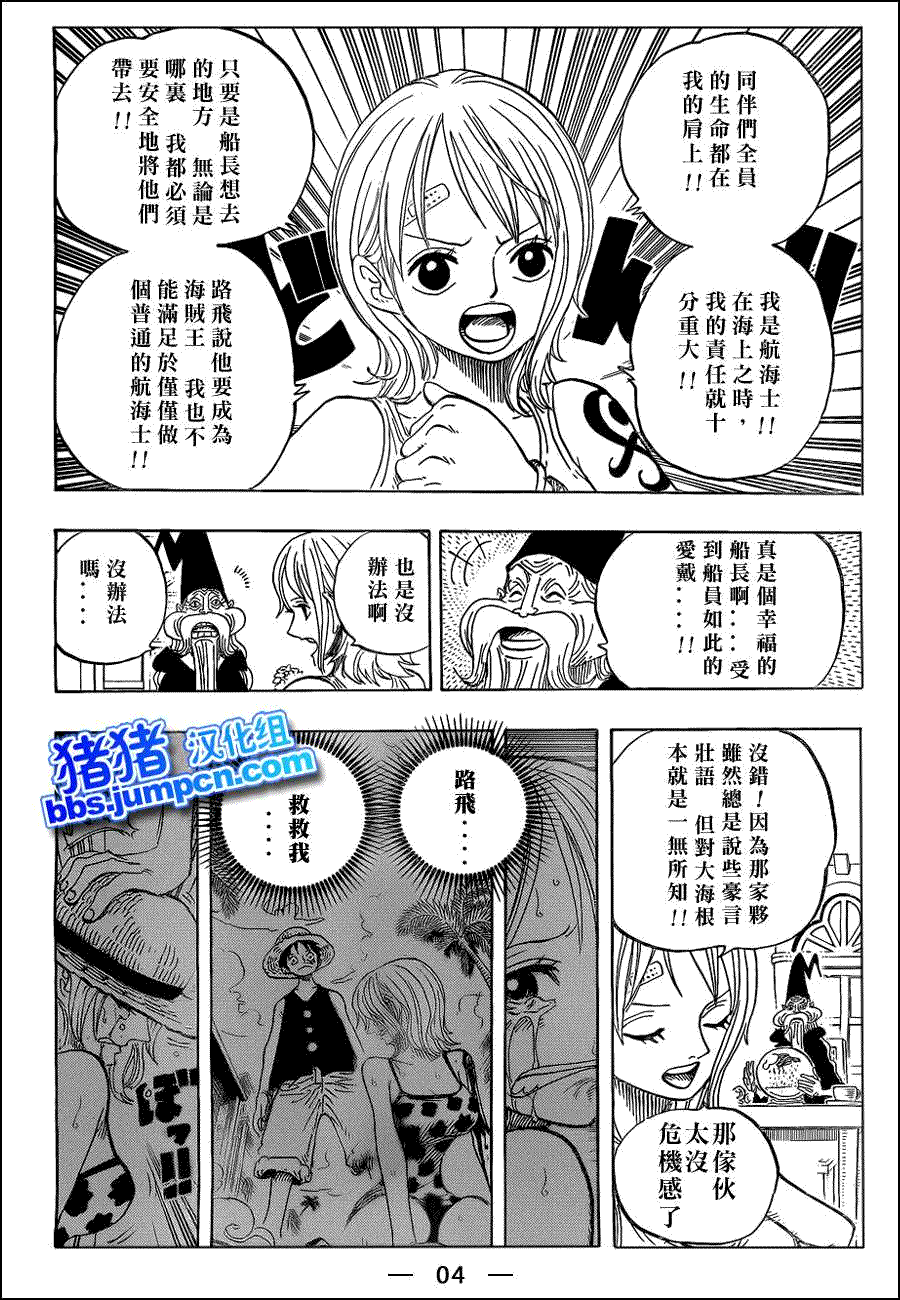 同伴們全員
的生命都在
我的肩上!!
我是航海士!!
在海上之時，
我的責任就十
分重大!!
只要是船長想去
的地方 無論是
哪裏 我都必須
要安全地將他們
帶去!!
路飛說他要成為
海賊王 我也不
能滿足於僅僅做
個普通的航海士!!
真是個幸福的
船長啊...受
到船員如此的
愛戴....!!
也是沒
辦法啊
沒辦法
嗎....
沒錯!因為那家夥
雖然總是說些豪言
壯語 但對大海根
本就是一無所知!!
那傢伙
太沒
危機感了
路飛....
救救我
....
ぼっ!!
猪猪 汉化组
bbs.jumpcn.com
— 04 —